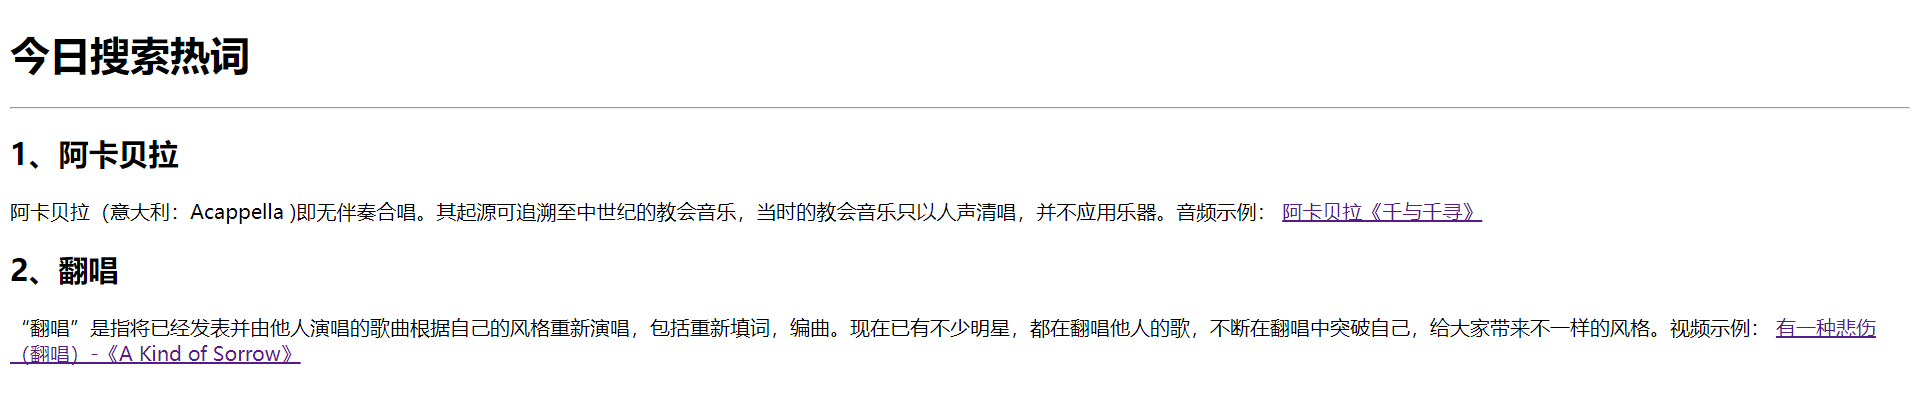 今日搜索热词
1、阿卡贝拉
阿卡贝拉（意大利：Acappella )即无伴奏合唱。其起源可追溯至中世纪的教会音乐，当时的教会音乐只以人声清唱，并不应用乐器。音频示例： 阿卡贝拉《千与千寻》
2、翻唱
“翻唱”是指将已经发表并由他人演唱的歌曲根据自己的风格重新演唱，包括重新填词，编曲。现在已有不少明星，都在翻唱他人的歌，不断在翻唱中突破自己，给大家带来不一样的风格。视频示例： 有一种悲伤
（翻唱）-《A Kind of Sorrow》